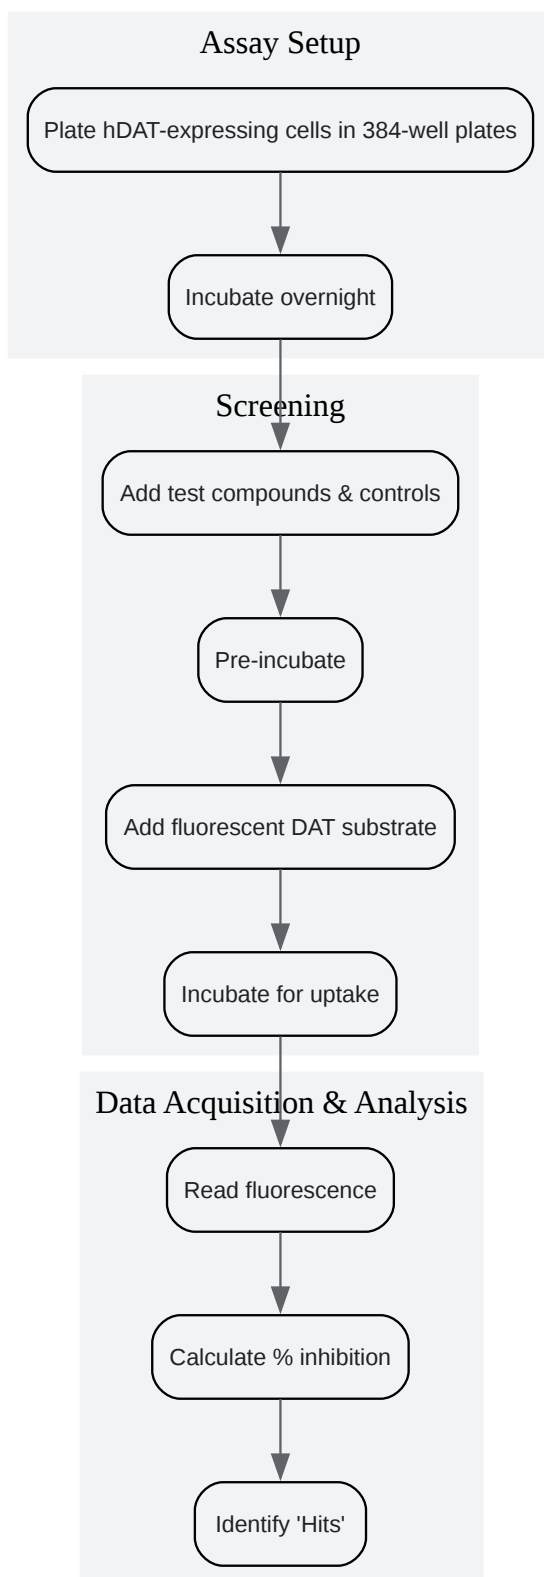 Assay Setup
Plate hDAT-expressing cells in 384-well plates
Incubate overnight
Screening
Add test compounds & controls
Pre-incubate
Add fluorescent DAT substrate
Incubate for uptake
Data Acquisition & Analysis
Read fluorescence
Calculate % inhibition
Identify 'Hits'